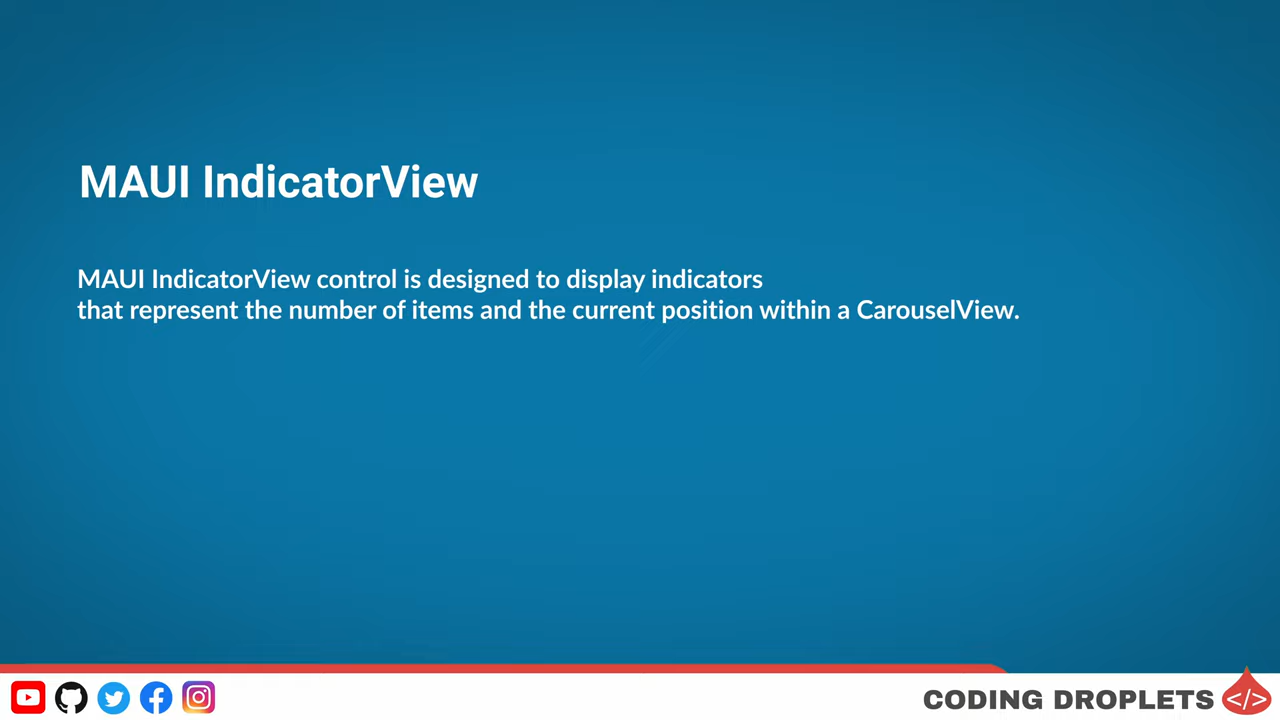 MAUI IndicatorView
MAUI IndicatorView control is designed to display indicators
that represent the number of items and the current position within a CarouselView.
CODING DROPLETS
</>